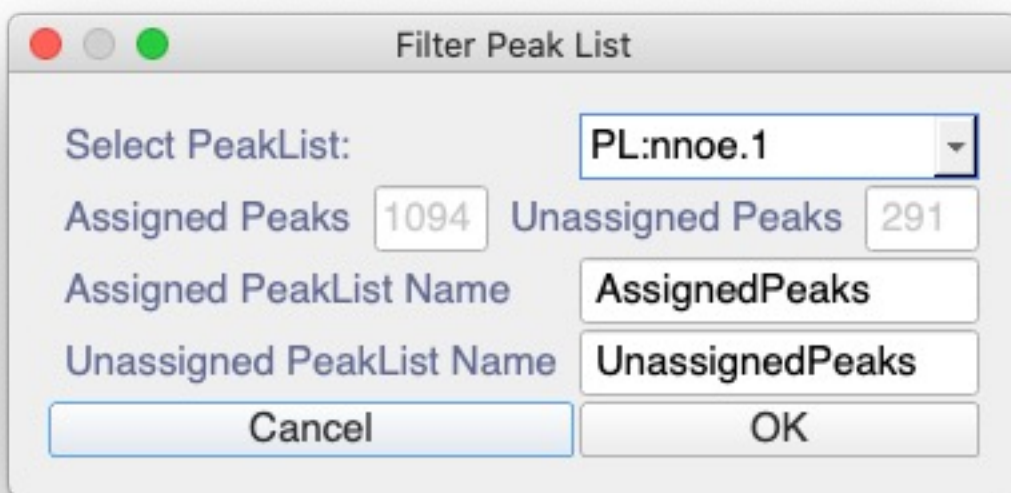 Filter Peak List
Select PeakList: PL:nnoe.1
Assigned Peaks 1094 Unassigned Peaks 291
Assigned PeakList Name AssignedPeaks
Unassigned PeakList Name UnassignedPeaks
Cancel OK